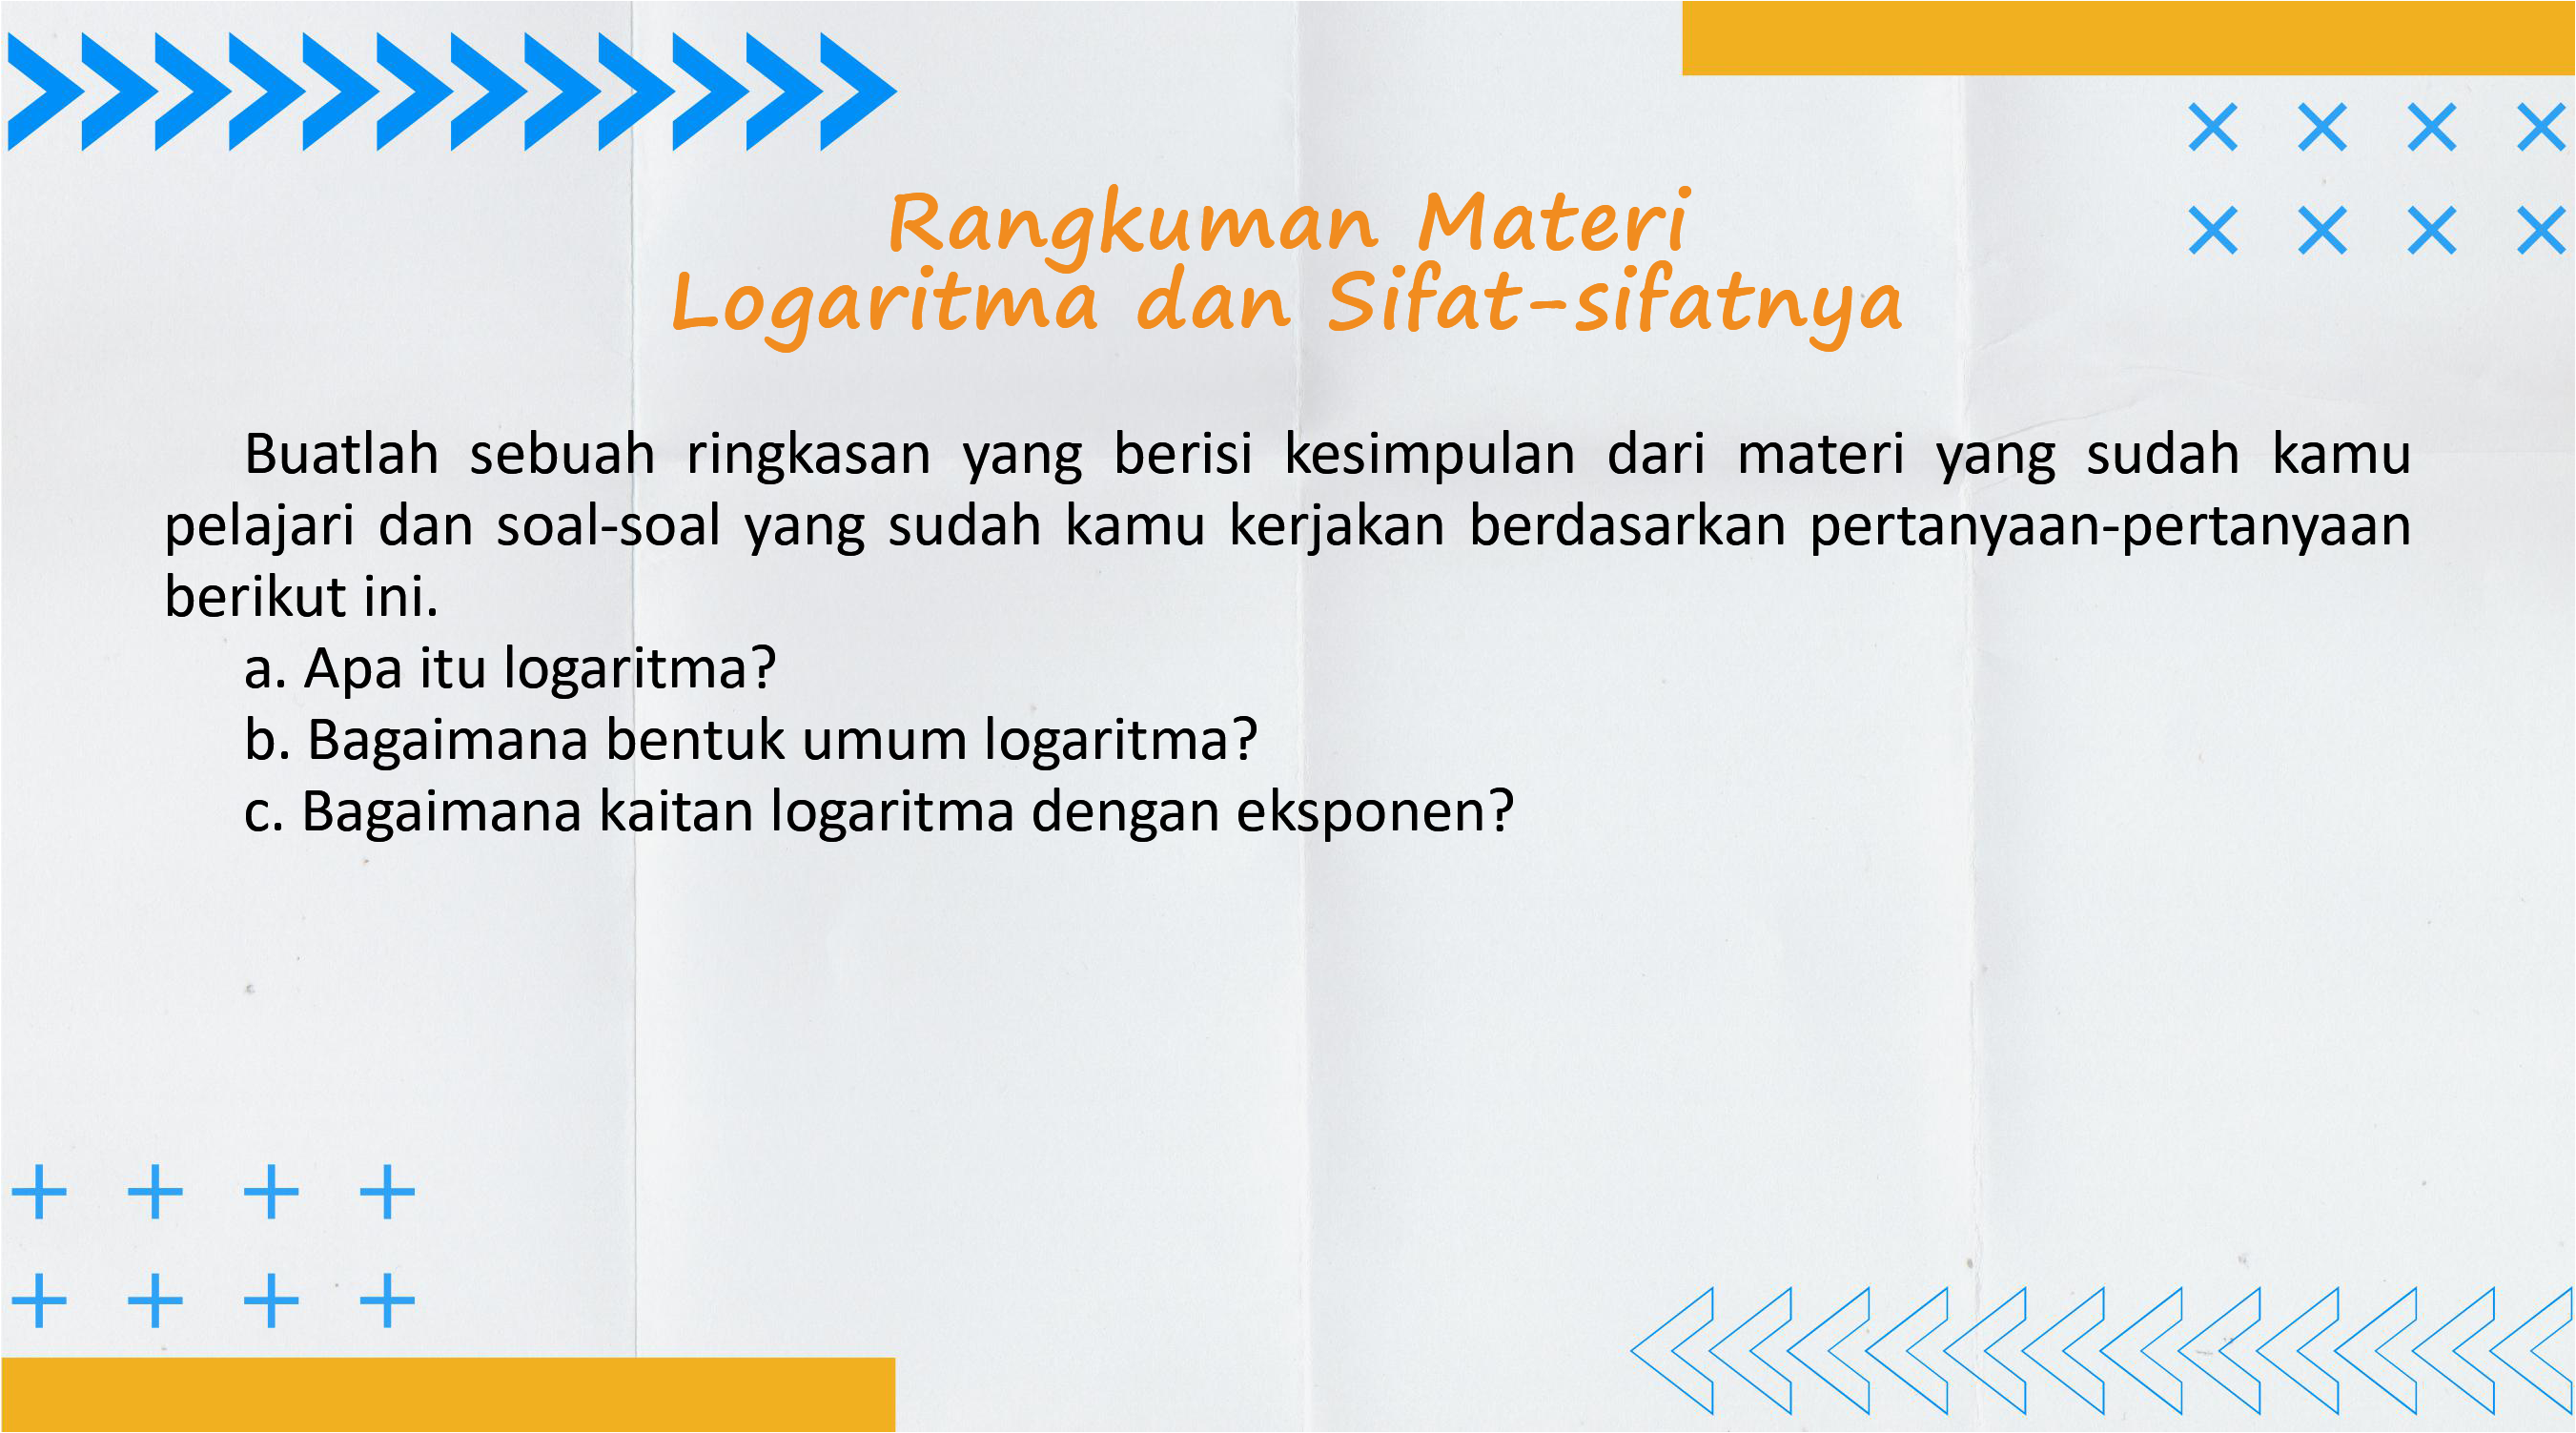 Rangkuman Materi
Logaritma dan Sifat-sifatnya
Buatlah sebuah ringkasan yang berisi kesimpulan dari materi yang sudah kamu
pelajari dan soal-soal yang sudah kamu kerjakan berdasarkan pertanyaan-pertanyaan
berikut ini.
a. Apa itu logaritma?
b. Bagaimana bentuk umum logaritma?
c. Bagaimana kaitan logaritma dengan eksponen?